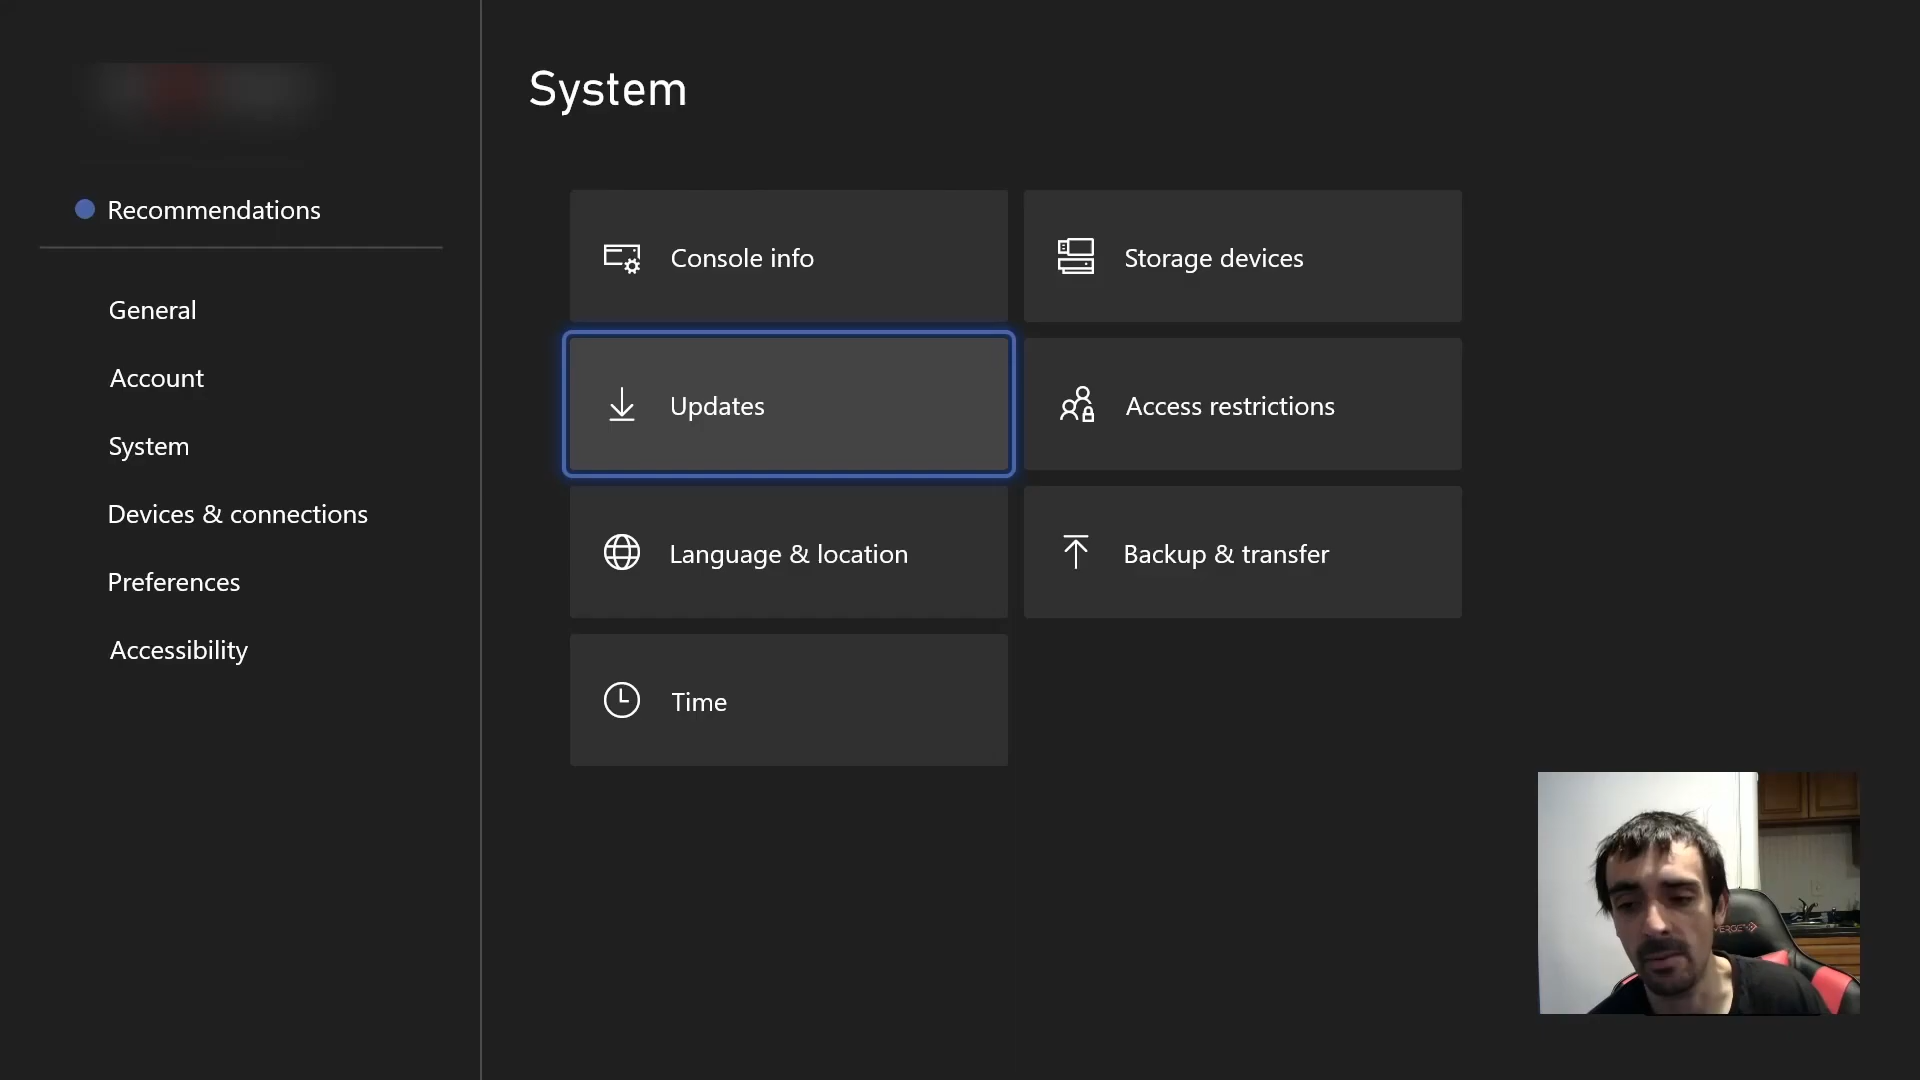 Recommendations
General
Account
System
Devices & connections
Preferences
Accessibility
System
Console info
Storage devices
Updates
Access restrictions
Language & location
Backup & transfer
Time